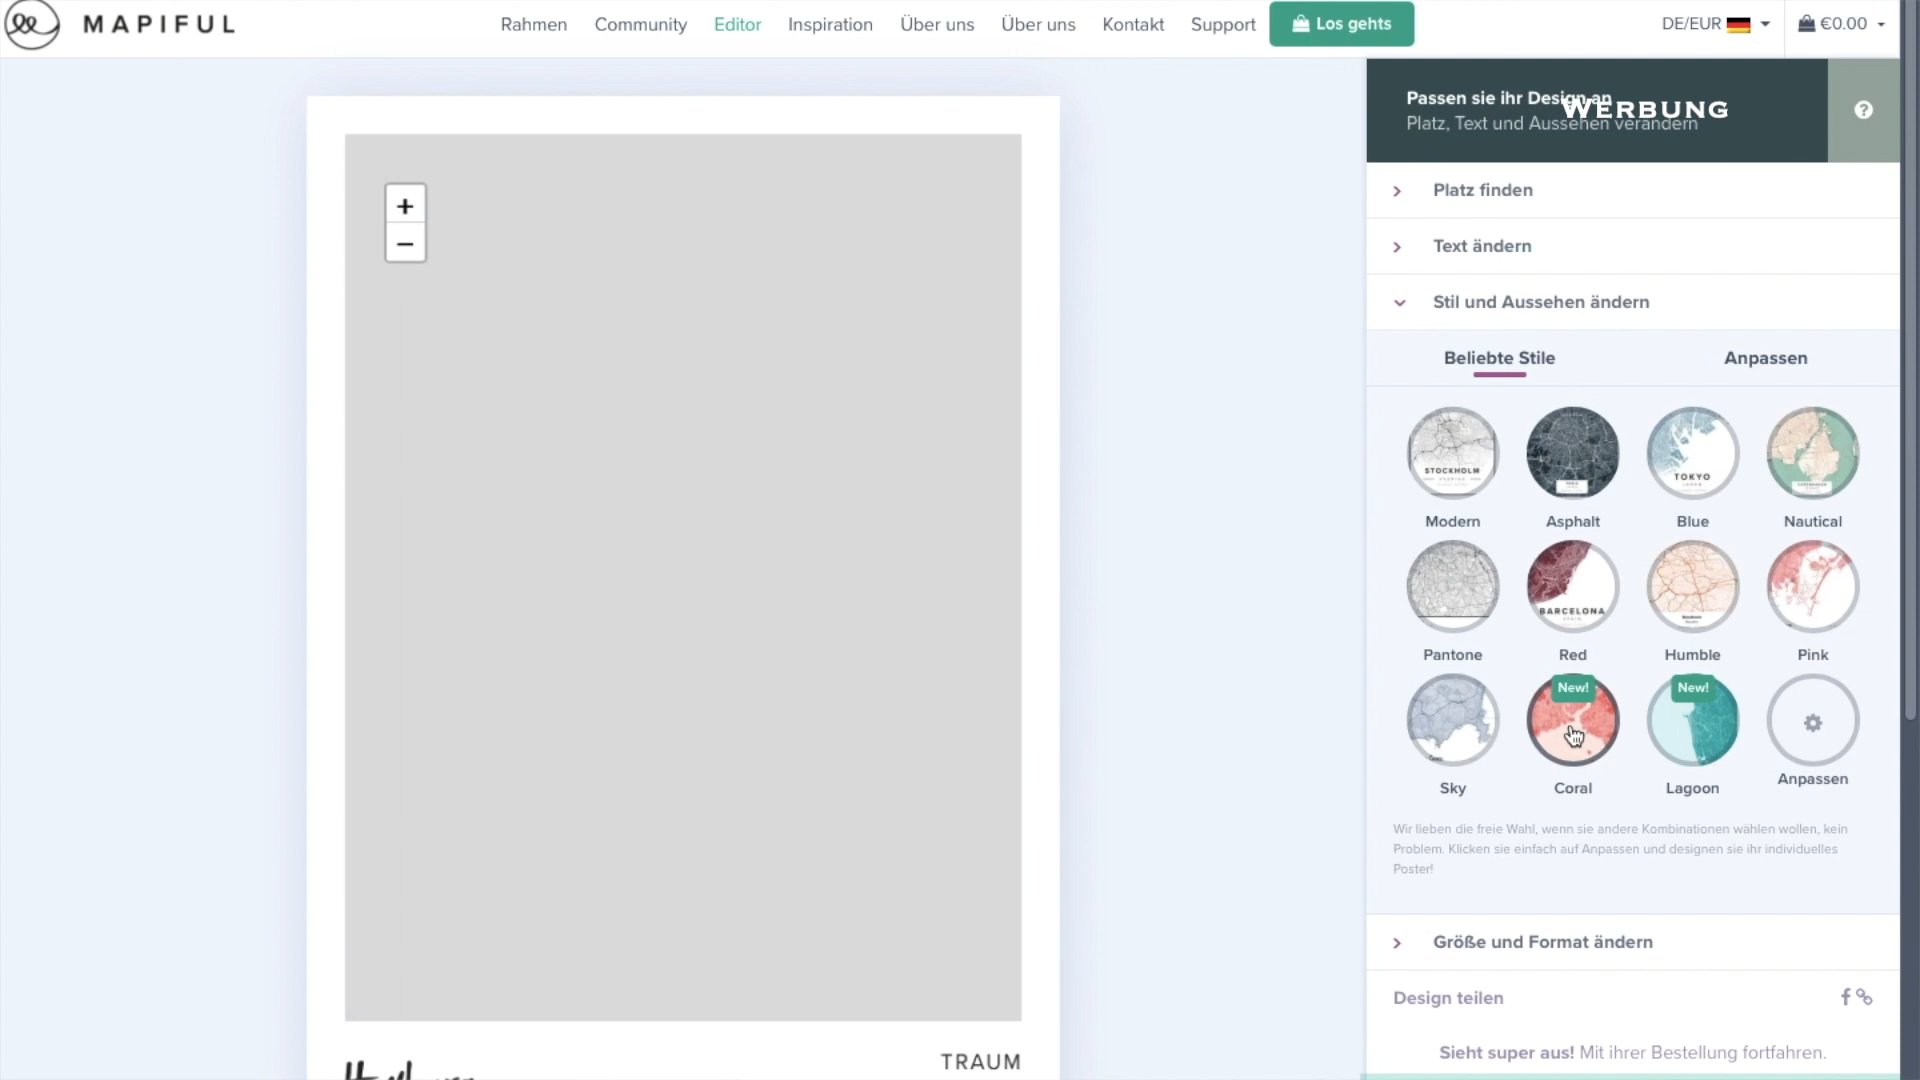 MAPIFUL
Rahmen
Community
Editor
Inspiration
Über uns
Über uns
Kontakt
Support
Los gehts
DE/EUR
€0.00
Passen sie ihr Design an
WERBUNG
Platz, Text und Aussehen verändern
Platz finden
Text ändern
Stil und Aussehen ändern
Beliebte Stile
Anpassen
STOCKHOLM
TOKYO
JAPAN
Modern
Asphalt
Blue
Nautical
BARCELONA
SPAIN
Pantone
Red
Humble
Pink
New!
New!
Sky
Coral
Lagoon
Anpassen
Wir lieben die freie Wahl, wenn sie andere Kombinationen wählen wollen, kein
Problem. Klicken sie einfach auf Anpassen und designen sie ihr individuelles
Poster!
Größe und Format ändern
Design teilen
TRAUM
Sieht super aus! Mit ihrer Bestellung fortfahren.